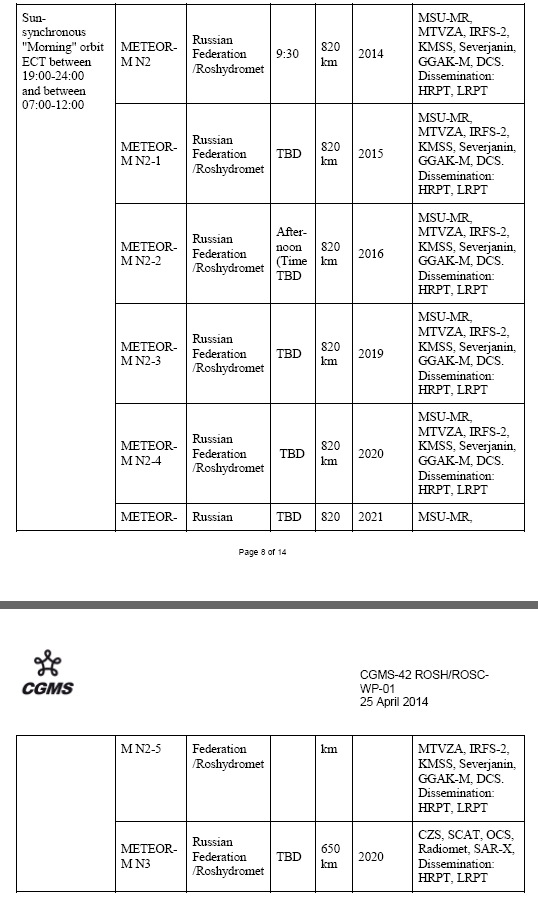 Sun-
synchronous
"Morning" orbit
ECT between
19:00-24:00
and between
07:00-12:00
METEOR-
M N2
Russian
Federation
/Roshydromet
9:30
820
km
2014
MSU-MR,
MTVZA, IRFS-2,
KMSS, Severjanin,
GGAK-M, DCS.
Dissemination:
HRPT, LRPT
METEOR-
M N2-1
Russian
Federation
/Roshydromet
TBD
820
km
2015
MSU-MR,
MTVZA, IRFS-2,
KMSS, Severjanin,
GGAK-M, DCS.
Dissemination:
HRPT, LRPT
METEOR-
M N2-2
Russian
Federation
/Roshydromet
After-
noon
(Time
TBD
820
km
2016
MSU-MR,
MTVZA, IRFS-2,
KMSS, Severjanin,
GGAK-M, DCS.
Dissemination:
HRPT, LRPT
METEOR-
M N2-3
Russian
Federation
/Roshydromet
TBD
820
km
2019
MSU-MR,
MTVZA, IRFS-2,
KMSS, Severjanin,
GGAK-M, DCS.
Dissemination:
HRPT, LRPT
METEOR-
M N2-4
Russian
Federation
/Roshydromet
TBD
820
km
2020
MSU-MR,
MTVZA, IRFS-2,
KMSS, Severjanin,
GGAK-M, DCS.
Dissemination:
HRPT, LRPT
METEOR-
Russian
TBD
820
2021
MSU-MR,
Page 8 of 14
CGMS
CGMS-42 ROSH/ROSC-
WP-01
25 April 2014
M N2-5
Federation
/Roshydromet
km
MTVZA, IRFS-2,
KMSS, Severjanin,
GGAK-M, DCS.
Dissemination:
HRPT, LRPT
METEOR-
M N3
Russian
Federation
/Roshydromet
TBD
650
km
2020
CZS, SCAT, OCS,
Radiomet, SAR-X,
Dissemination:
HRPT, LRPT